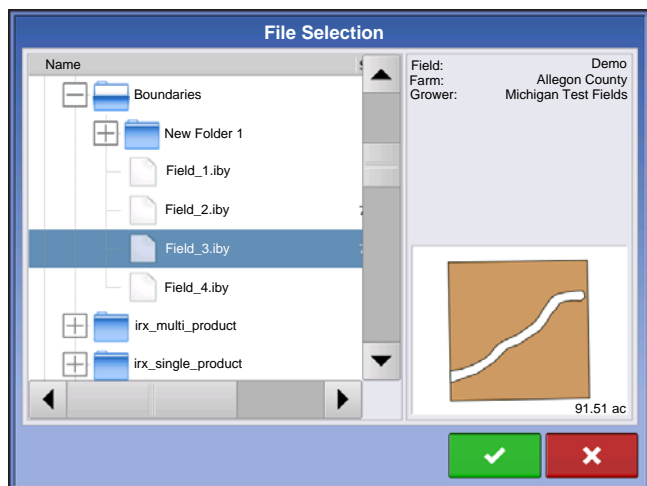 File Selection
Name
Boundaries
New Folder 1
Field_1.iby
Field_2.iby
Field_3.iby
Field_4.iby
irx_multi_product
irx_single_product
Field: Demo
Farm: Allegon County
Grower: Michigan Test Fields
91.51 ac